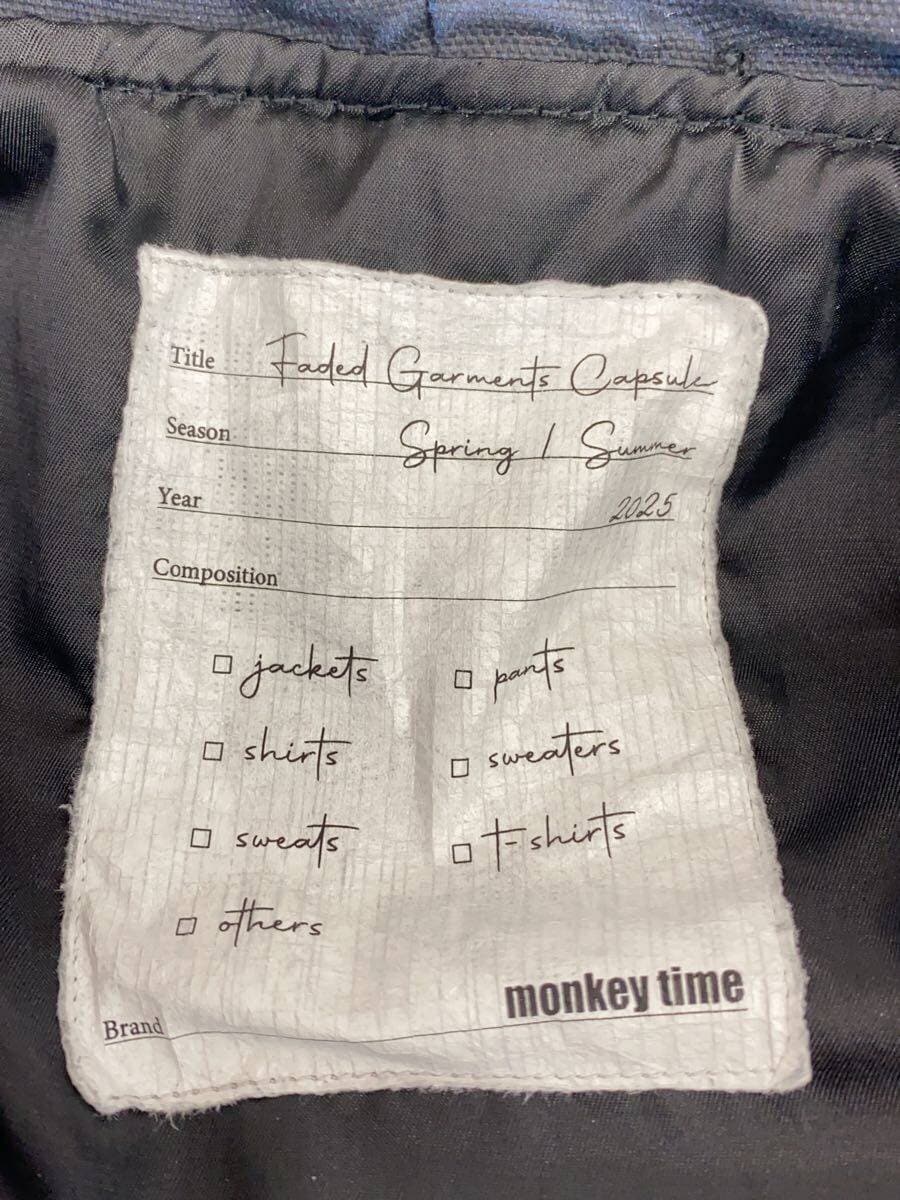 Title Faded Garments Capsule
Season Spring / Summer
Year 2025
Composition
□ jackets □ pants
□ shirts □ sweaters
□ sweats □ T-shirts
□ others
Brand monkey time